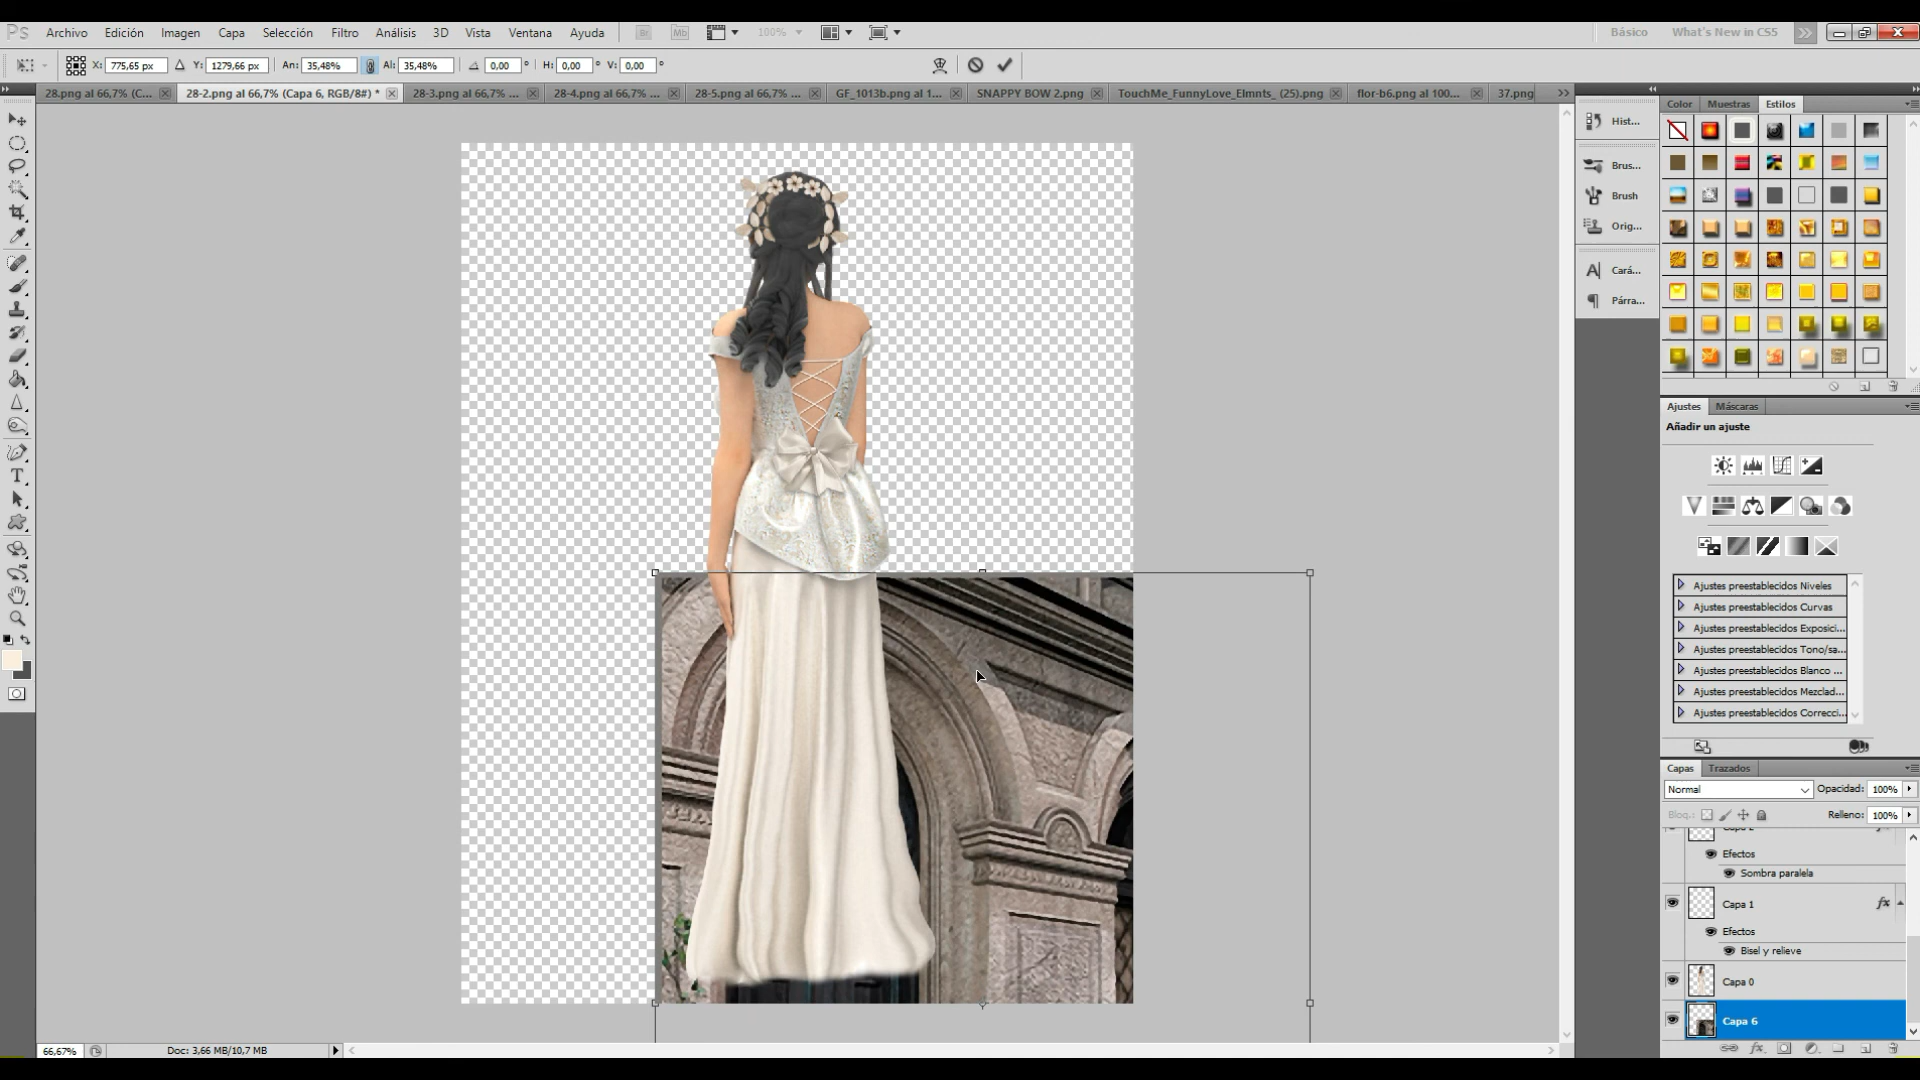 Ps Archivo Edición Imagen Capa Selección Filtro Análisis 3D Vista Ventana Ayuda Br Mb 100% Básico What's New in CS5
X: 775,65 px Y: 1279,66 px An: 35,48% Al: 35,48% 0,00 ° H: 0,00 ° V: 0,00 °
28.png al 66,7% (C... 28-2.png al 66,7% (Capa 6, RGB/8#) * 28-3.png al 66,7% ... 28-4.png al 66,7% ... 28-5.png al 66,7% ... GF_1013b.png al 1... SNAPPY BOW 2.png TouchMe_FunnyLove_Elmnts_ (25).png flor-b6.png al 100... 37.png
Hist...
Brus...
Brush
Orig...
Cará...
Párra...
Color Muestras Estilos
Ajustes Máscaras
Añadir un ajuste
Ajustes preestablecidos Niveles
Ajustes preestablecidos Curvas
Ajustes preestablecidos Exposici...
Ajustes preestablecidos Tono/sa...
Ajustes preestablecidos Blanco ...
Ajustes preestablecidos Mezclad...
Ajustes preestablecidos Correcci...
Capas Trazados
Normal Opacidad: 100%
Bloq.: Relleno: 100%
Efectos
Sombra paralela
Capa 1 fx
Efectos
Bisel y relieve
Capa 0
Capa 6
66,67% Doc: 3,66 MB/10,7 MB